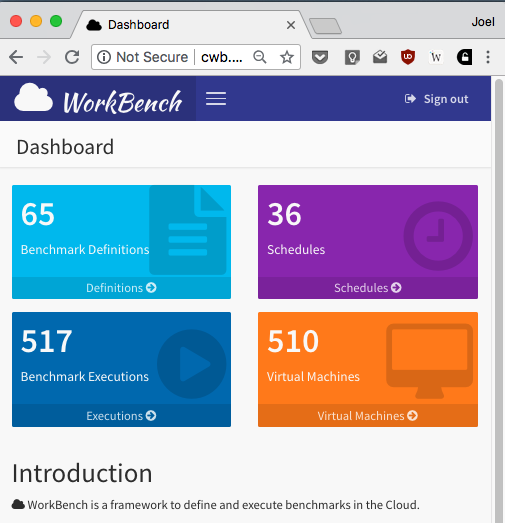 Dashboard
Joel
Not Secure | cwb....
UD
W
WorkBench
Sign out
Dashboard
65
Benchmark Definitions
Definitions
36
Schedules
Schedules
517
Benchmark Executions
Executions
510
Virtual Machines
Virtual Machines
Introduction
WorkBench is a framework to define and execute benchmarks in the Cloud.